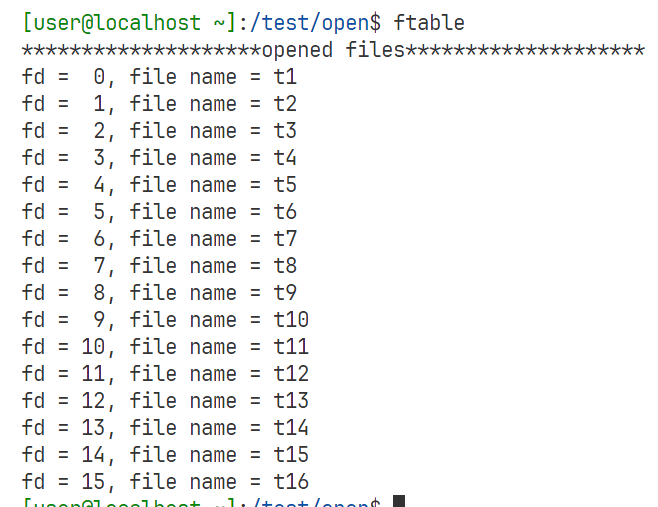 [user@localhost ~]:/test/open$ ftable
********************opened files********************
fd =  0, file name = t1
fd =  1, file name = t2
fd =  2, file name = t3
fd =  3, file name = t4
fd =  4, file name = t5
fd =  5, file name = t6
fd =  6, file name = t7
fd =  7, file name = t8
fd =  8, file name = t9
fd =  9, file name = t10
fd = 10, file name = t11
fd = 11, file name = t12
fd = 12, file name = t13
fd = 13, file name = t14
fd = 14, file name = t15
fd = 15, file name = t16
[user@localhost ~]:/test/open$